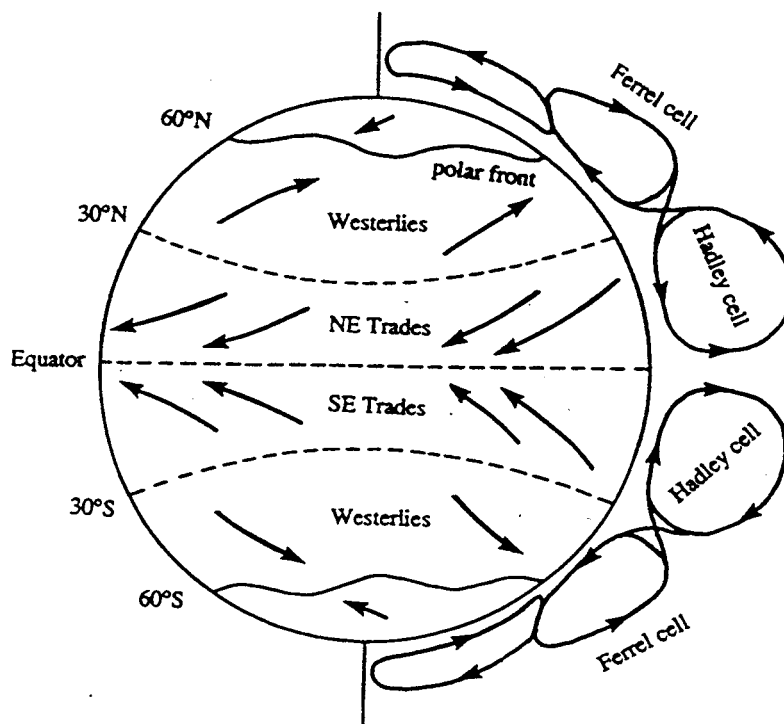 Ferrel cell
60°N
polar front
30°N
Westerlies
Hadley cell
NE Trades
Equator
SE Trades
Hadley cell
30°S
Westerlies
60°S
Ferrel cell